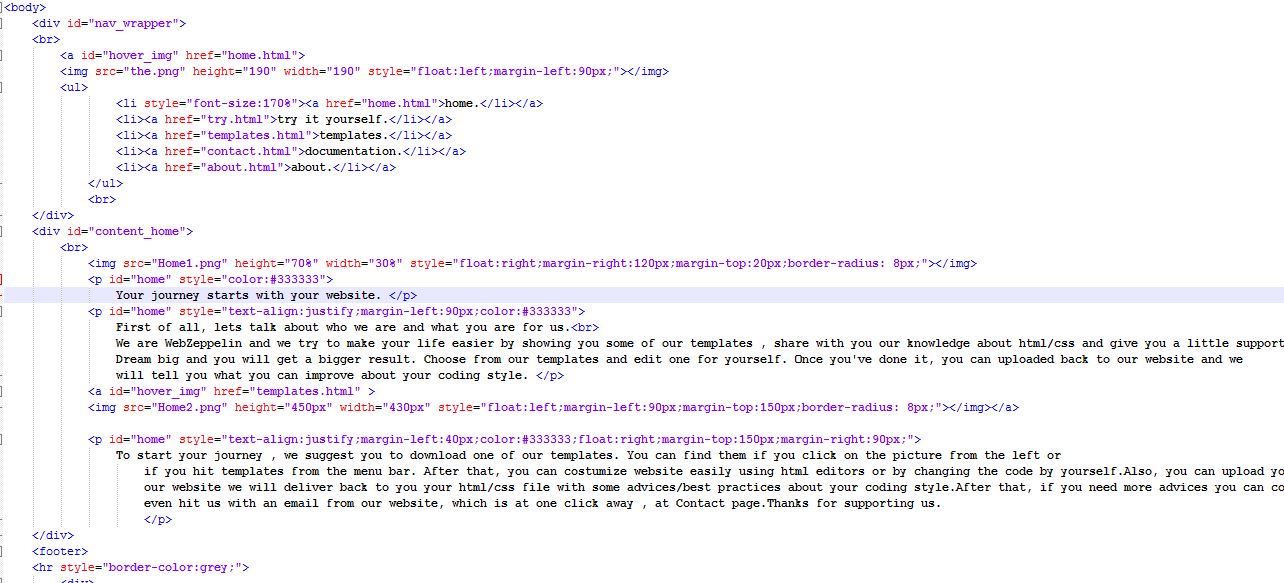 <body>
<div id="nav_wrapper">
<br>
<a id="hover_img" href="home.html">
<img src="the.png" height="190" width="190" style="float:left;margin-left:90px;"></img>
<ul>
<li style="font-size:170%"><a href="home.html">home.</li></a>
<li><a href="try.html">try it yourself.</li></a>
<li><a href="templates.html">templates.</li></a>
<li><a href="contact.html">documentation.</li></a>
<li><a href="about.html">about.</li></a>
</ul>
<br>
</div>
<div id="content_home">
<br>
<img src="Home1.png" height="70%" width="30%" style="float:right;margin-right:120px;margin-top:20px;border-radius: 8px;"></img>
<p id="home" style="color:#333333">
Your journey starts with your website. </p>
<p id="home" style="text-align:justify;margin-left:90px;color:#333333">
First of all, lets talk about who we are and what you are for us.<br>
We are WebZeppelin and we try to make your life easier by showing you some of our templates , share with you our knowledge about html/css and give you a little support
Dream big and you will get a bigger result. Choose from our templates and edit one for yourself. Once you've done it, you can uploaded back to our website and we
will tell you what you can improve about your coding style. </p>
<a id="hover_img" href="templates.html" >
<img src="Home2.png" height="450px" width="430px" style="float:left;margin-left:90px;margin-top:150px;border-radius: 8px;"></img></a>
<p id="home" style="text-align:justify;margin-left:40px;color:#333333;float:right;margin-top:150px;margin-right:90px;">
To start your journey , we suggest you to download one of our templates. You can find them if you click on the picture from the left or
if you hit templates from the menu bar. After that, you can costumize website easily using html editors or by changing the code by yourself.Also, you can upload
our website we will deliver back to you your html/css file with some advices/best practices about your coding style.After that, if you need more advices you can
even hit us with an email from our website, which is at one click away , at Contact page.Thanks for supporting us.
</p>
</div>
<footer>
<hr style="border-color:grey;">
<div>